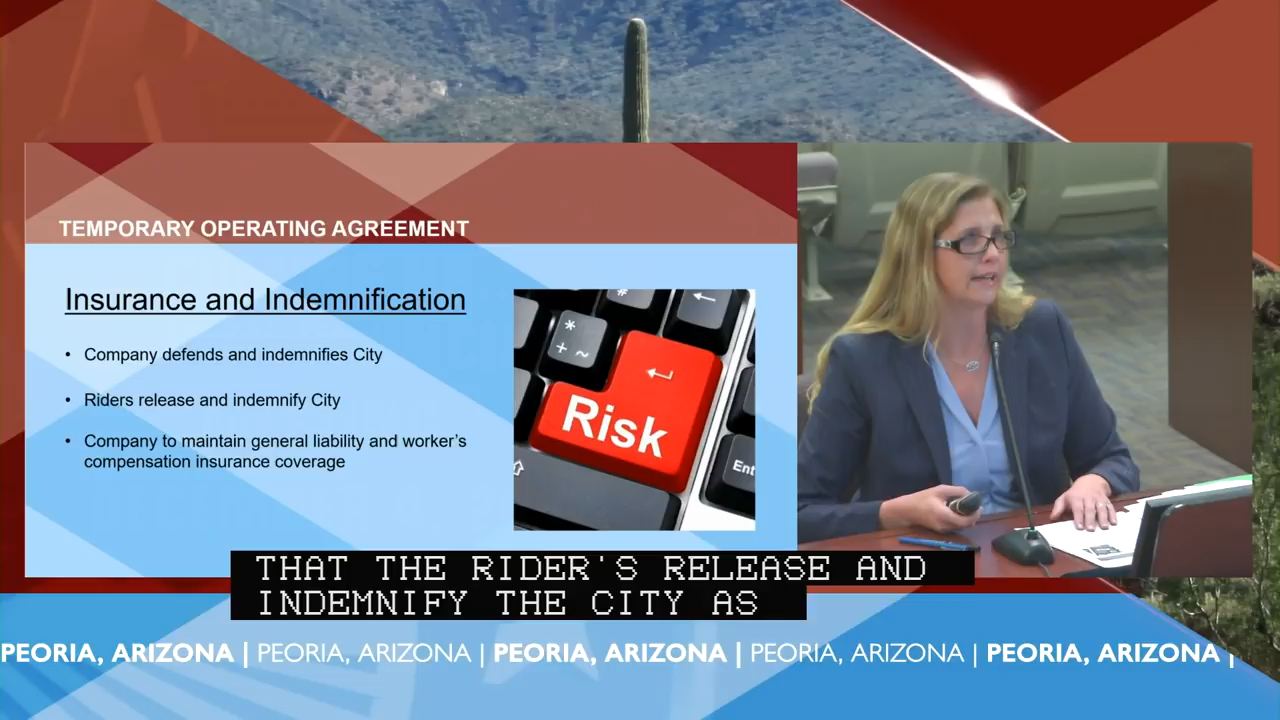 TEMPORARY OPERATING AGREEMENT
Insurance and Indemnification
• Company defends and indemnifies City
• Riders release and indemnify City
• Company to maintain general liability and worker's
compensation insurance coverage
#
*
+ ~
Risk
Ent
THAT THE RIDER'S RELEASE AND
INDEMNIFY THE CITY AS
PEORIA, ARIZONA | PEORIA, ARIZONA | PEORIA, ARIZONA | PEORIA, ARIZONA | PEORIA, ARIZONA |